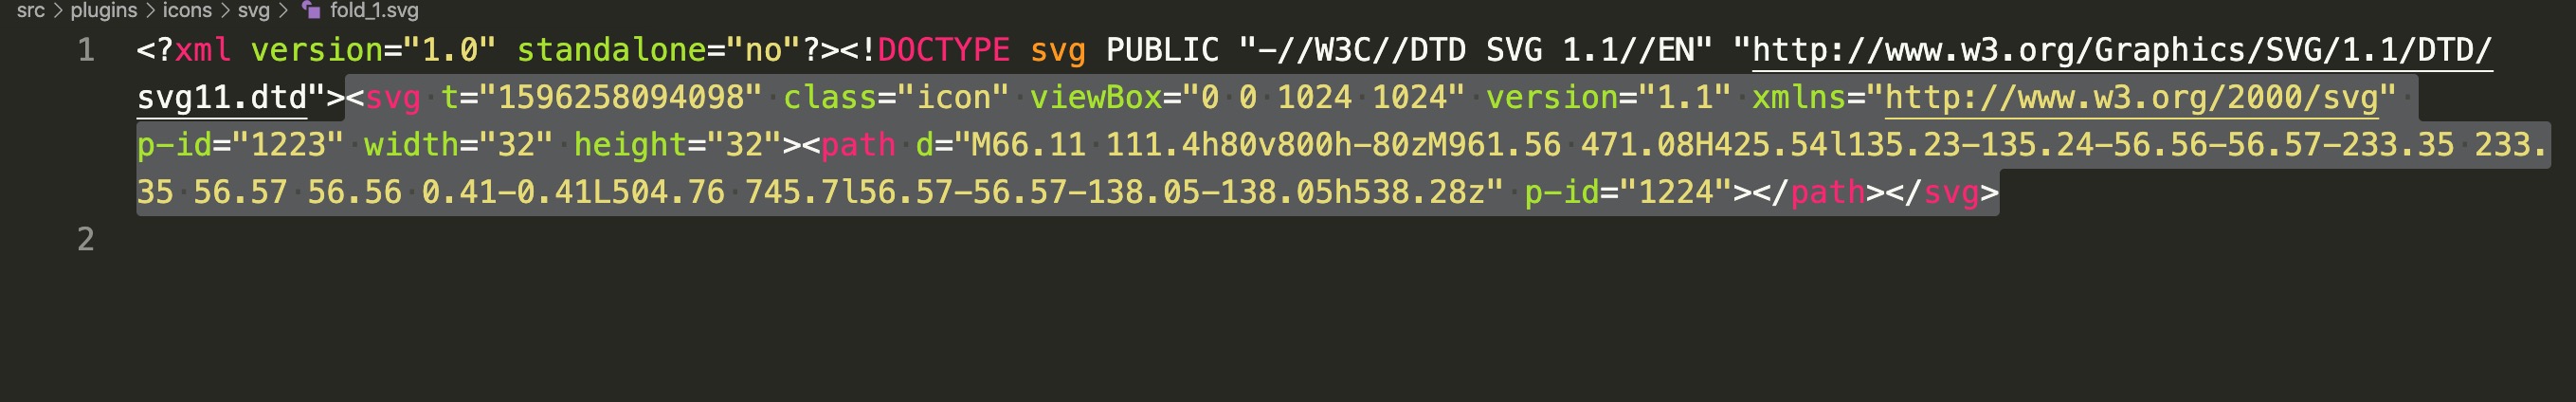 src > plugins > icons > svg > fold_1.svg
1 <?xml version="1.0" standalone="no"?><!DOCTYPE svg PUBLIC "-//W3C//DTD SVG 1.1//EN" "http://www.w3.org/Graphics/SVG/1.1/DTD/
svg11.dtd"><svg t="1596258094098" class="icon" viewBox="0 0 1024 1024" version="1.1" xmlns="http://www.w3.org/2000/svg"
p-id="1223" width="32" height="32"><path d="M66.11 111.4h80v800h-80zM961.56 471.08H425.54l135.23-135.24-56.56-56.57-233.35 233.
35 56.57 56.56 0.41-0.41L504.76 745.7l56.57-56.57-138.05-138.05h538.28z" p-id="1224"></path></svg>
2